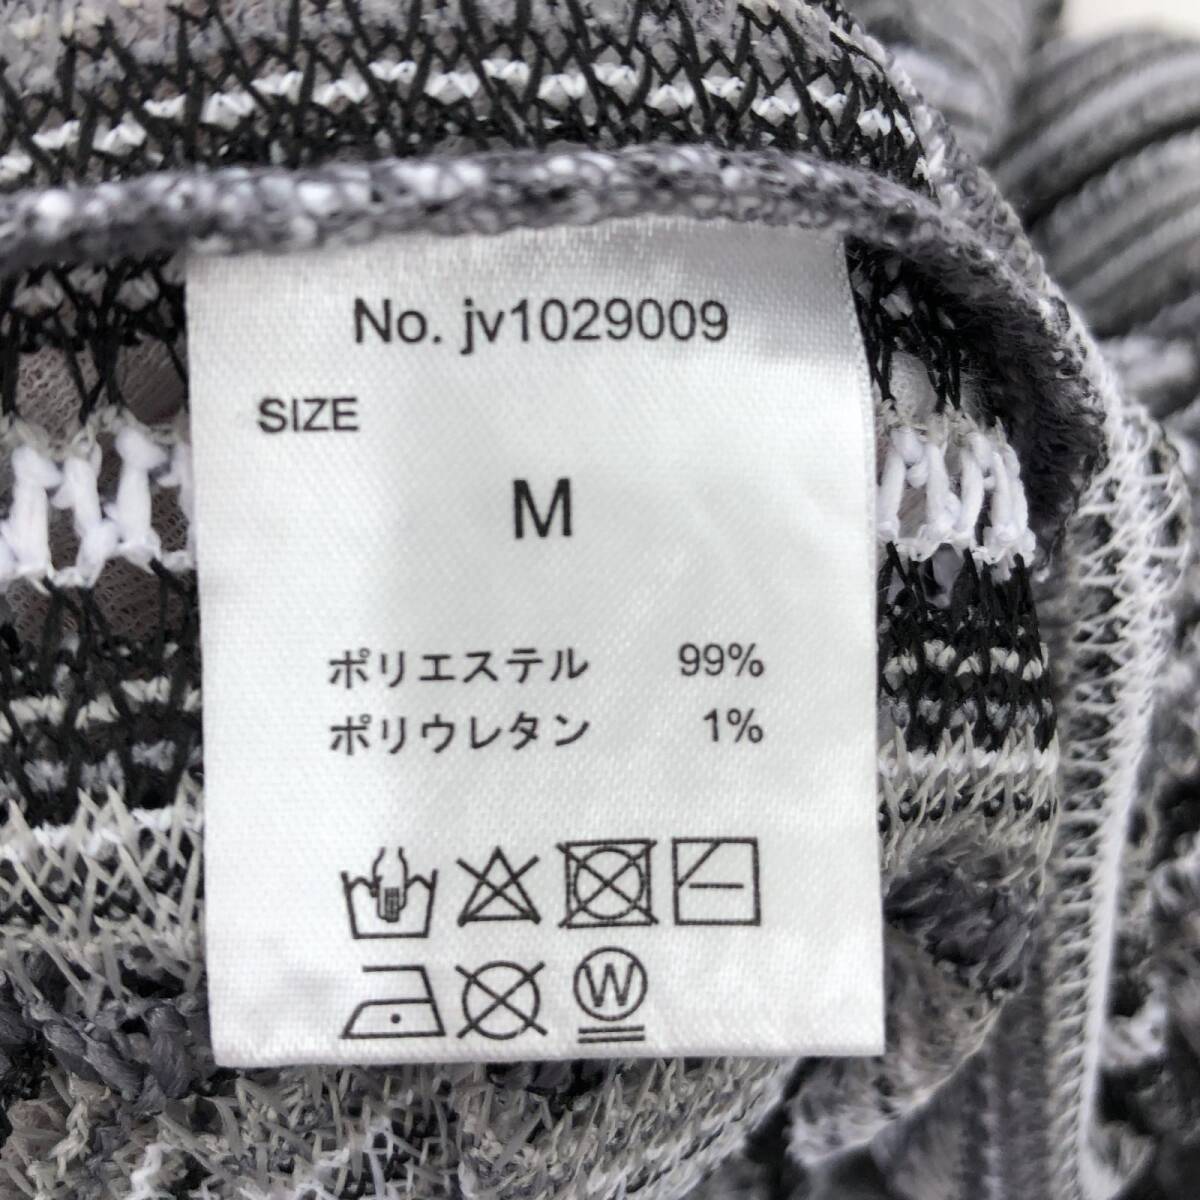 No. jv1029009
SIZE
M
ポリエステル 99%
ポリウレタン 1%
W